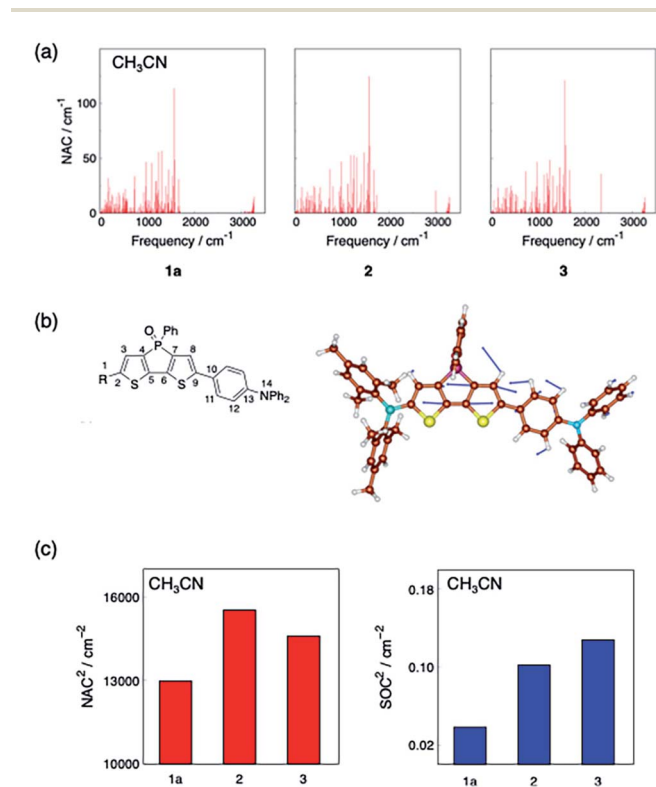 (a)
CH₃CN
NAC / cm⁻¹
100
50
0
0 1000 2000 3000
Frequency / cm⁻¹
1a
0 1000 2000 3000
Frequency / cm⁻¹
2
0 1000 2000 3000
Frequency / cm⁻¹
3
(b)
O Ph
P
3 4 7 8
1 R 2 S 5 6 S 9
10 11 12 13
14
NPh₂
(c)
CH₃CN
NAC² / cm⁻²
16000
13000
10000
1a 2 3
CH₃CN
SOC² / cm⁻²
0.18
0.10
0.02
1a 2 3